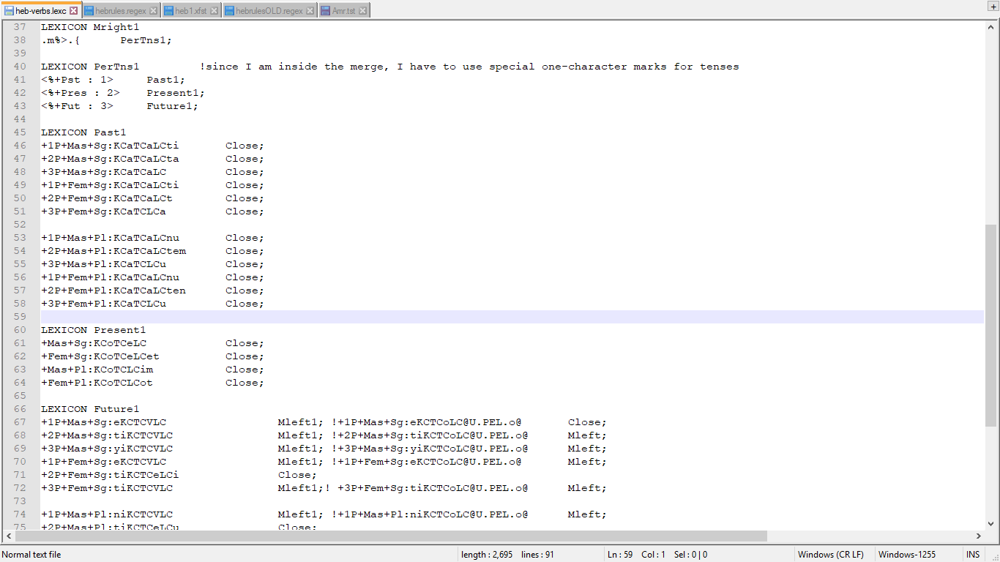 heb-verbs.lexc hebrules.regex heb1.xfst hebrulesOLD.regex Amr.tst
37 LEXICON Mright1
38 .m%>.{ PerTns1;
39
40 LEXICON PerTns1 !since I am inside the merge, I have to use special one-character marks for tenses
41 <%+Pst : 1> Past1;
42 <%+Pres : 2> Present1;
43 <%+Fut : 3> Future1;
44
45 LEXICON Past1
46 +1P+Mas+Sg:KCaTCaLCti Close;
47 +2P+Mas+Sg:KCaTCaLCta Close;
48 +3P+Mas+Sg:KCaTCaLC Close;
49 +1P+Fem+Sg:KCaTCaLCti Close;
50 +2P+Fem+Sg:KCaTCaLCt Close;
51 +3P+Fem+Sg:KCaTCLCa Close;
52
53 +1P+Mas+Pl:KCaTCaLCnu Close;
54 +2P+Mas+Pl:KCaTCaLCtem Close;
55 +3P+Mas+Pl:KCaTCLCu Close;
56 +1P+Fem+Pl:KCaTCaLCnu Close;
57 +2P+Fem+Pl:KCaTCaLCten Close;
58 +3P+Fem+Pl:KCaTCLCu Close;
59
60 LEXICON Present1
61 +Mas+Sg:KCoTCeLC Close;
62 +Fem+Sg:KCoTCeLCet Close;
63 +Mas+Pl:KCoTCLCim Close;
64 +Fem+Pl:KCoTCLCot Close;
65
66 LEXICON Future1
67 +1P+Mas+Sg:eKCTCVLC Mleft1; !+1P+Mas+Sg:eKCTCoLC@U.PEL.o@ Close;
68 +2P+Mas+Sg:tiKCTCVLC Mleft1; !+2P+Mas+Sg:tiKCTCoLC@U.PEL.o@ Mleft;
69 +3P+Mas+Sg:yiKCTCVLC Mleft1; !+3P+Mas+Sg:yiKCTCoLC@U.PEL.o@ Mleft;
70 +1P+Fem+Sg:eKCTCVLC Mleft1; !+1P+Fem+Sg:eKCTCoLC@U.PEL.o@ Mleft;
71 +2P+Fem+Sg:tiKCTCeLCi Close;
72 +3P+Fem+Sg:tiKCTCVLC Mleft1;! +3P+Fem+Sg:tiKCTCoLC@U.PEL.o@ Mleft;
73
74 +1P+Mas+Pl:niKCTCVLC Mleft1; !+1P+Mas+Pl:niKCTCoLC@U.PEL.o@ Mleft;
75 +2P+Mas+Pl:tiKCTCeLCu Close;
Normal text file length : 2,695 lines : 91 Ln : 59 Col : 1 Sel : 0 | 0 Windows (CR LF) Windows-1255 INS